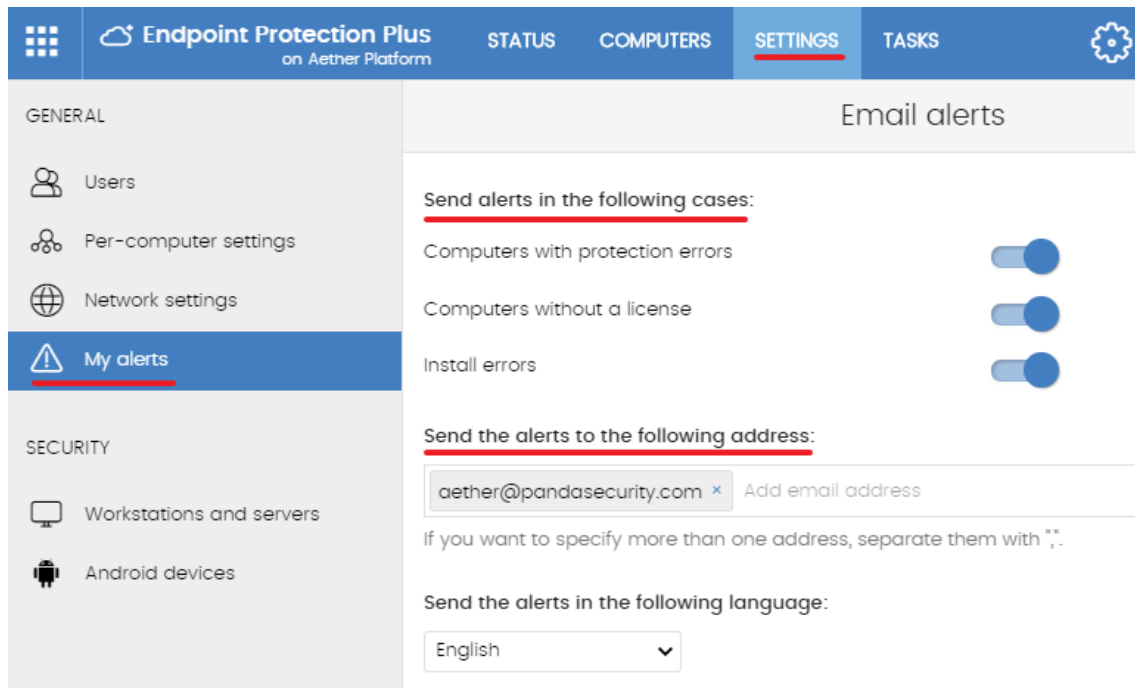 Endpoint Protection Plus
on Aether Platform
STATUS
COMPUTERS
SETTINGS
TASKS
GENERAL
Users
Per-computer settings
Network settings
My alerts
SECURITY
Workstations and servers
Android devices
Email alerts
Send alerts in the following cases:
Computers with protection errors
Computers without a license
Install errors
Send the alerts to the following address:
aether@pandasecurity.com × Add email address
If you want to specify more than one address, separate them with ",".
Send the alerts in the following language:
English